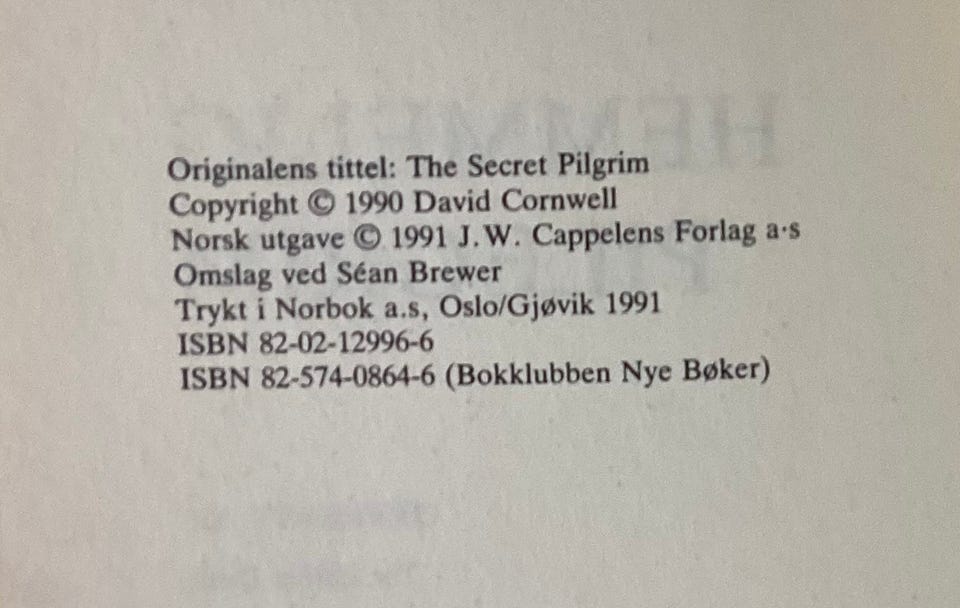 Originalens tittel: The Secret Pilgrim
Copyright © 1990 David Cornwell
Norsk utgave © 1991 J.W. Cappelens Forlag a·s
Omslag ved Séan Brewer
Trykt i Norbok a.s, Oslo/Gjøvik 1991
ISBN 82-02-12996-6
ISBN 82-574-0864-6 (Bokklubben Nye Bøker)